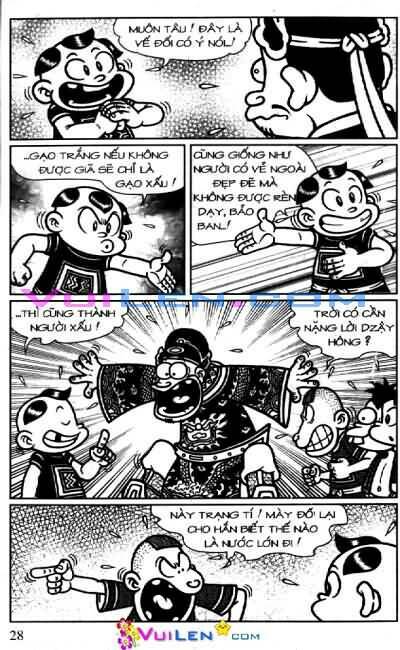 MUÔN TÂU! ĐÂY LÀ
VẾ ĐỐI CÓ Ý NÓI..!
...GẠO TRẮNG NẾU KHÔNG
ĐƯỢC GIÃ SẼ CHỈ LÀ
GẠO XẤU!
CŨNG GIỐNG NHƯ
NGƯỜI CÓ VẺ NGOÀI
ĐẸP ĐẼ MÀ
KHÔNG ĐƯỢC RÈN
DẠY, BẢO
BAN..!
VUILEN.COM
...THÌ CŨNG THÀNH
NGƯỜI XẤU!
TRỜI CÓ CẦN
NẶNG LỜI DZẬY
HÔNG?
NÀY TRẠNG TÍ! MÀY ĐỐI LẠI
CHO HẮN BIẾT THẾ NÀO
LÀ NƯỚC LỚN ĐI!
28
VUILEN.COM